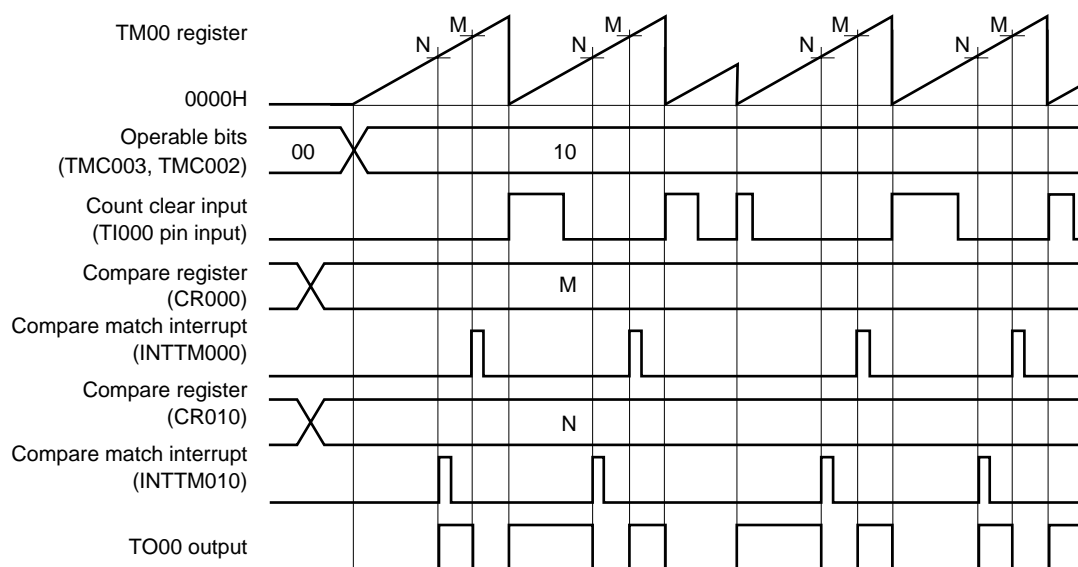 TM00 register
M
M
M
M
N
N
N
N
0000H
Operable bits
(TMC003, TMC002)
00
10
Count clear input
(TI000 pin input)
Compare register
(CR000)
M
Compare match interrupt
(INTTM000)
Compare register
(CR010)
N
Compare match interrupt
(INTTM010)
TO00 output